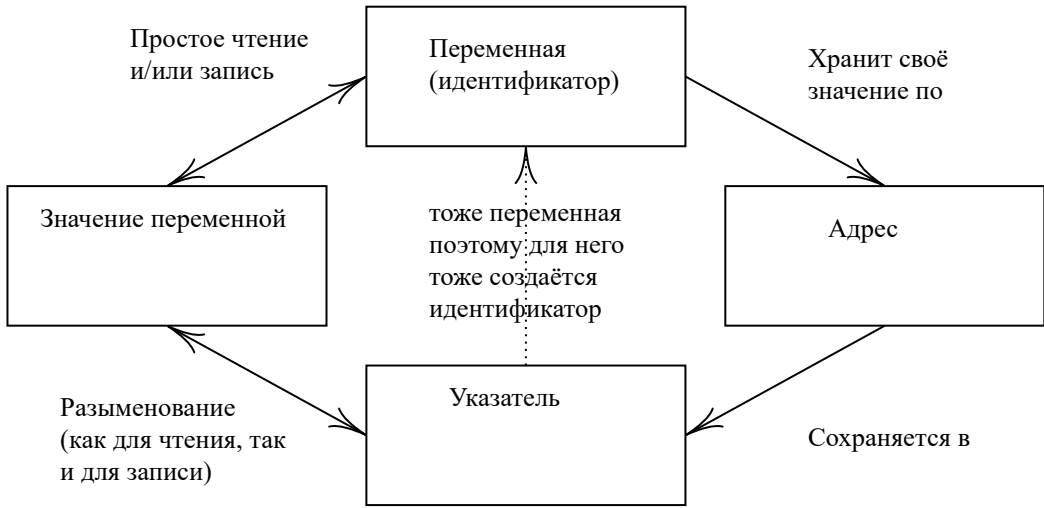 Простое чтение
и/или запись
Переменная
(идентификатор)
Хранит своё
значение по
Значение переменной
тоже переменная
поэтому для него
тоже создаётся
идентификатор
Адрес
Разыменование
(как для чтения, так
и для записи)
Указатель
Сохраняется в